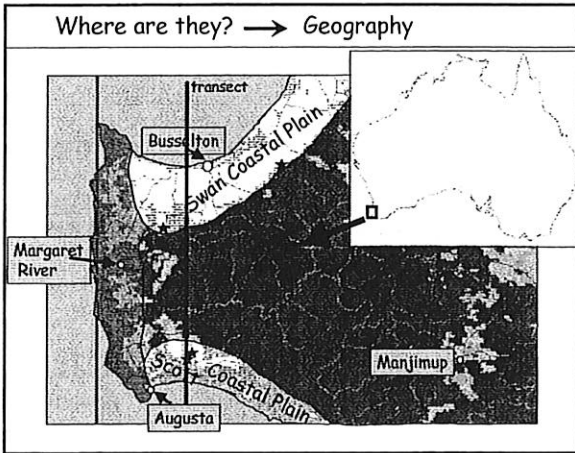 Where are they? → Geography
transect
Busselton
Swan Coastal Plain
Margaret
River
Scott Coastal Plain
Manjimup
Augusta